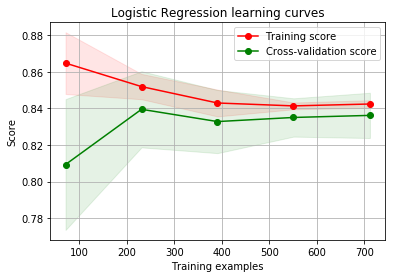 Logistic Regression learning curves
Training score
Cross-validation score
0.88
0.86
0.84
0.82
0.80
0.78
Score
100 200 300 400 500 600 700
Training examples